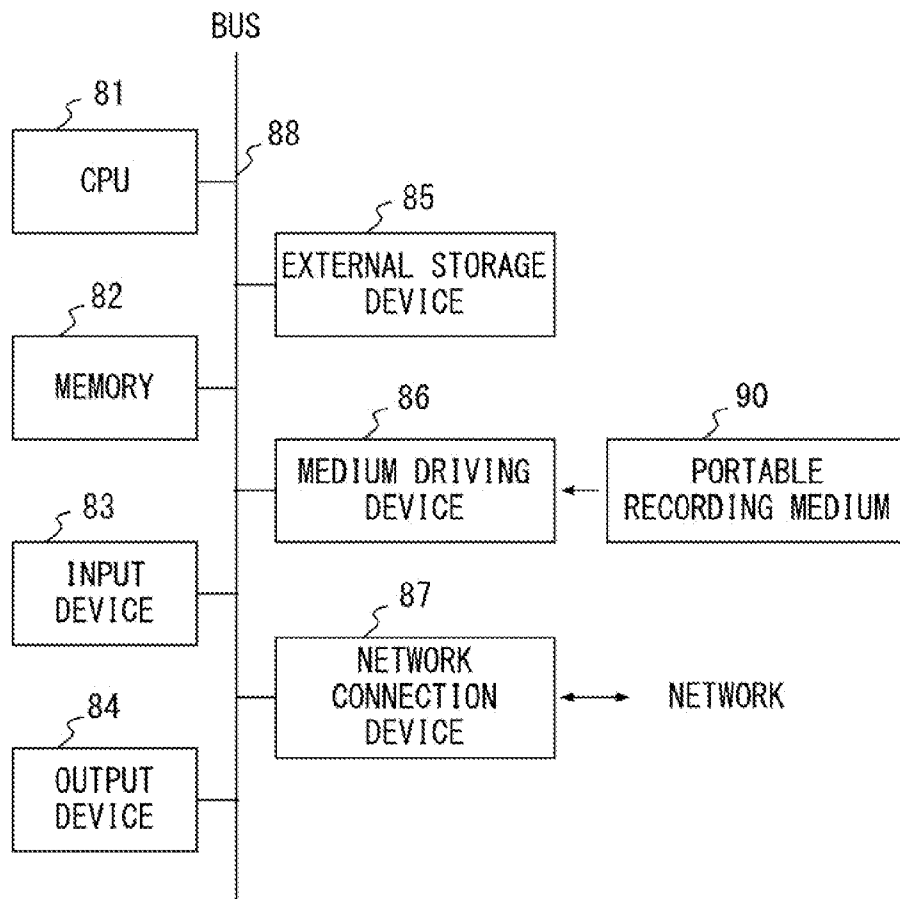 BUS
81
CPU
88
85
EXTERNAL STORAGE
DEVICE
82
MEMORY
86
MEDIUM DRIVING
DEVICE
90
PORTABLE
RECORDING MEDIUM
83
INPUT
DEVICE
87
NETWORK
CONNECTION
DEVICE
NETWORK
84
OUTPUT
DEVICE